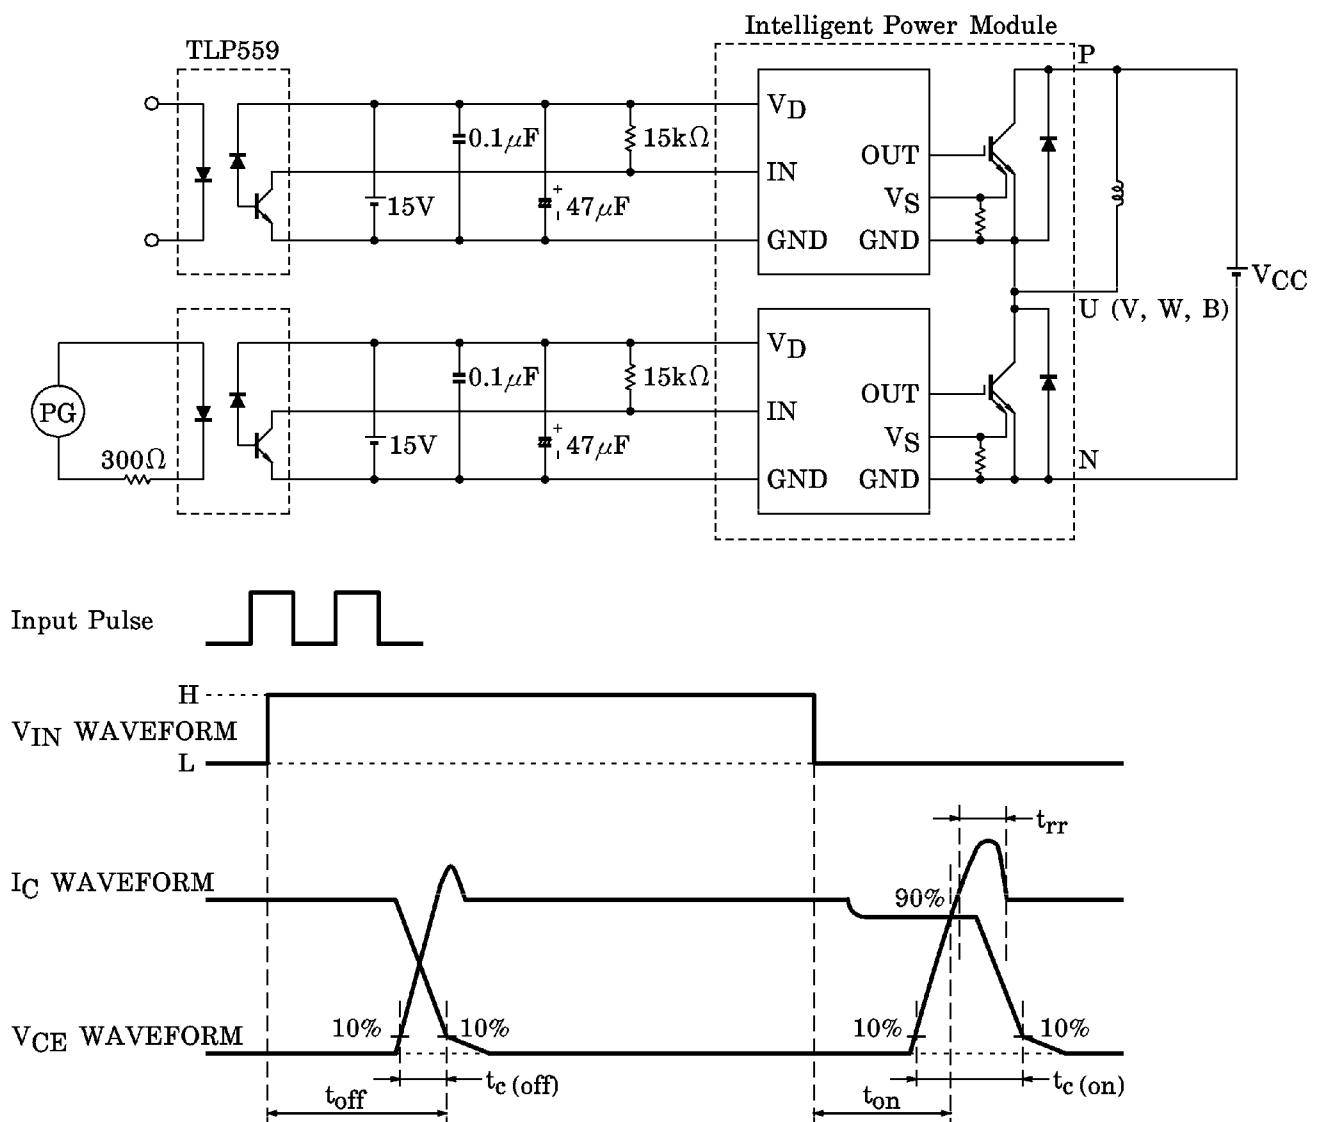 Intelligent Power Module
TLP559
P
VD
0.1μF
15kΩ
OUT
IN
VS
15V
+
47μF
GND
GND
VCC
U (V, W, B)
VD
0.1μF
15kΩ
OUT
PG
IN
VS
15V
+
47μF
N
300Ω
GND
GND
Input Pulse
H
VIN WAVEFORM
L
trr
IC WAVEFORM
90%
10%
10%
10%
10%
VCE WAVEFORM
tc (off)
tc (on)
toff
ton